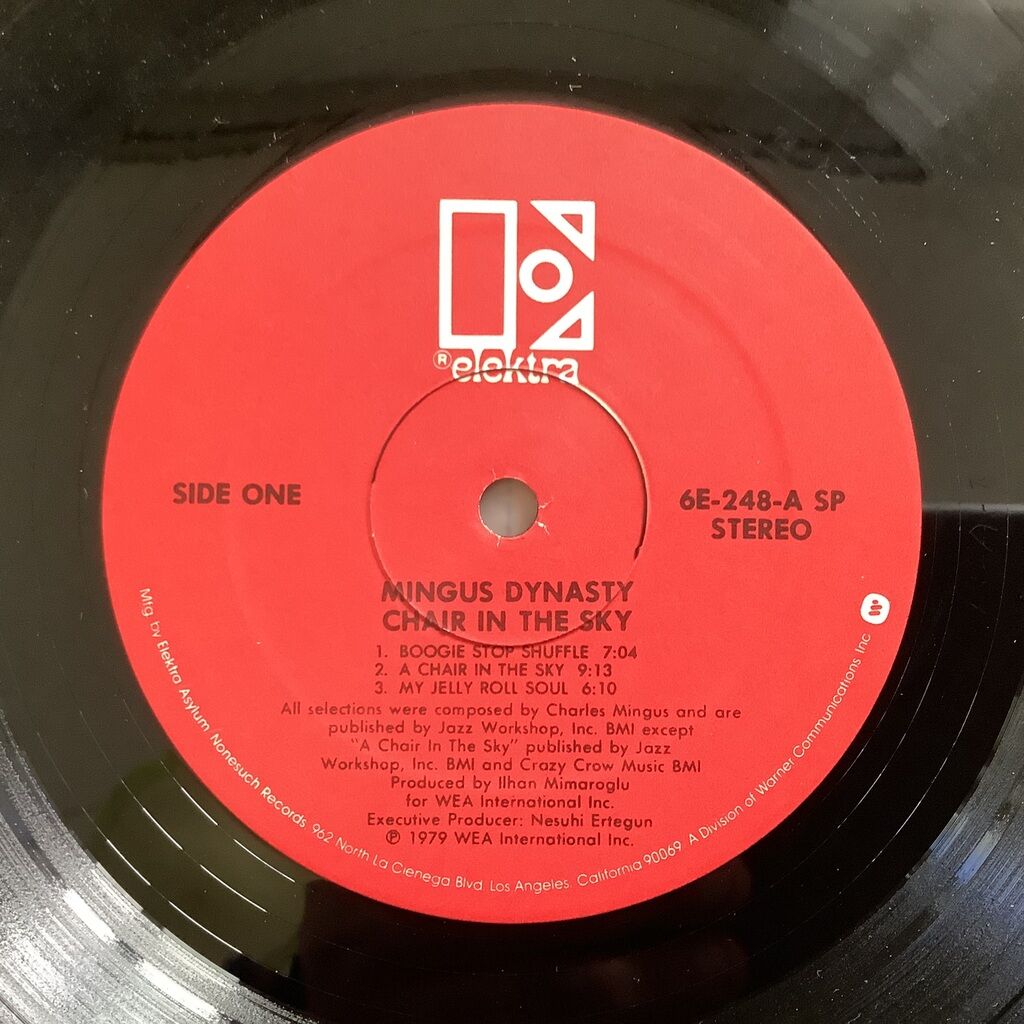 ® elektra
SIDE ONE
6E-248-A SP
STEREO
MINGUS DYNASTY
CHAIR IN THE SKY
1. BOOGIE STOP SHUFFLE 7:04
2. A CHAIR IN THE SKY 9:13
3. MY JELLY ROLL SOUL 6:10
All selections were composed by Charles Mingus and are
published by Jazz Workshop, Inc. BMI except
"A Chair In The Sky" published by Jazz
Workshop, Inc. BMI and Crazy Crow Music BMI
Produced by Ilhan Mimaroglu
for WEA International Inc.
Executive Producer: Nesuhi Ertegun
℗ 1979 WEA International Inc.
Mfg. by Elektra Asylum Nonesuch Records, 962 North La Cienega Blvd. Los Angeles, California 90069 A Division of Warner Communications Inc